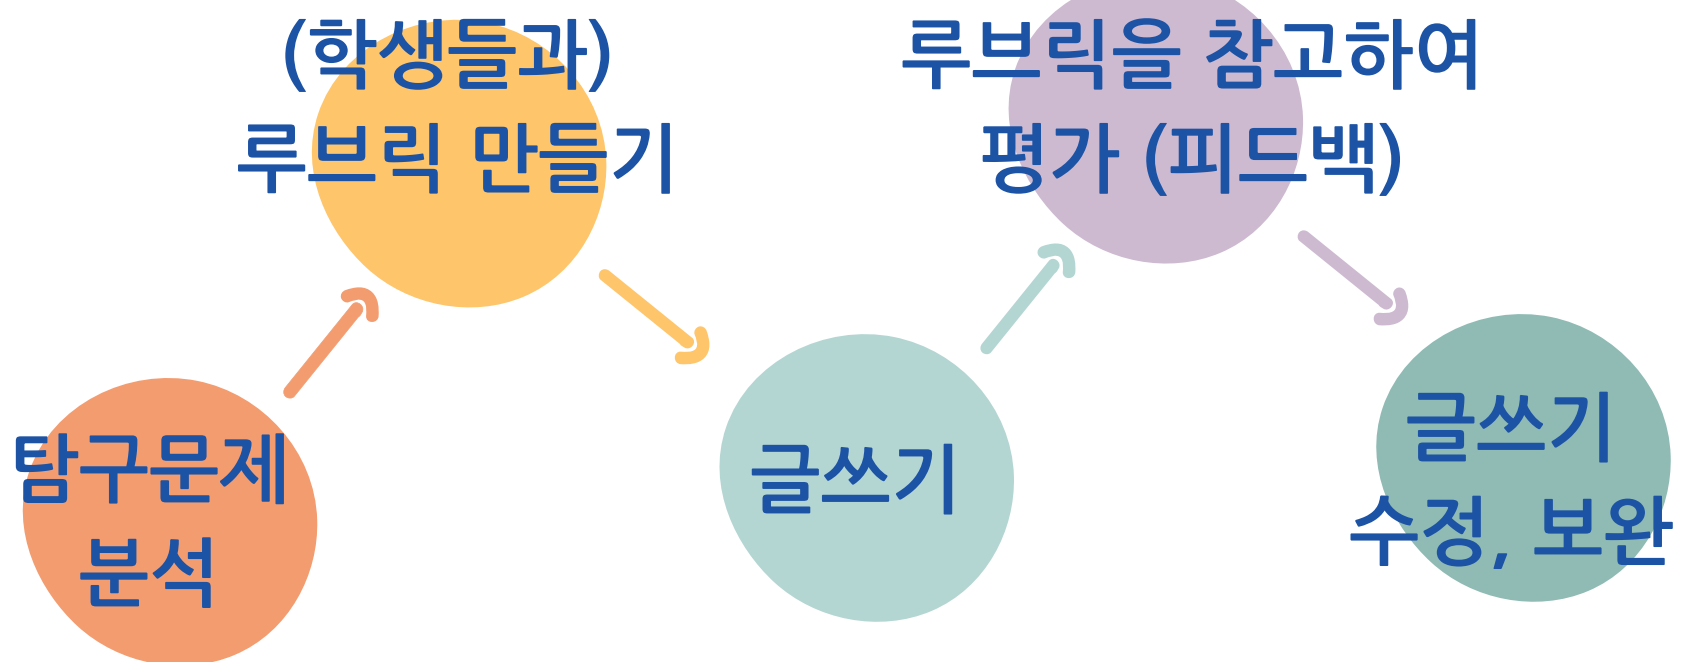 탐구문제
분석
(학생들과)
루브릭 만들기
글쓰기
루브릭을 참고하여
평가 (피드백)
글쓰기
수정, 보완